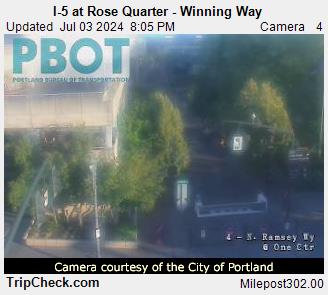 I-5 at Rose Quarter - Winning Way
Updated Jul 03 2024 8:05 PM Camera 4
PBOT
PORTLAND BUREAU OF TRANSPORTATION
4 - N. Ramsey Wy
@ One Ctr
Camera courtesy of the City of Portland
TripCheck.com Milepost302.00